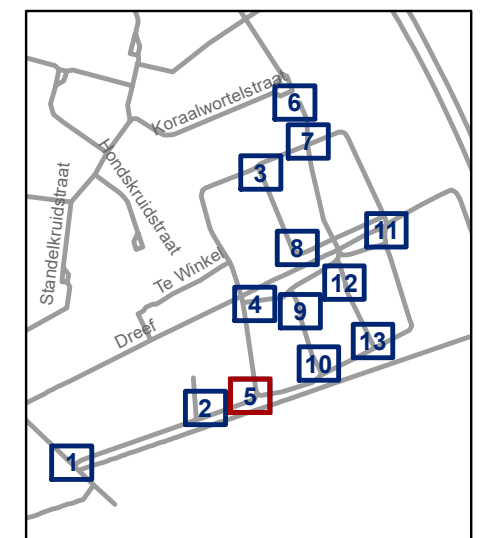 6
Koraalwortelstraat
7
Hondskruidstraat
3
Standelkruidstraat
11
8
Te Winkel
12
4
9
Dreef
13
10
5
2
1